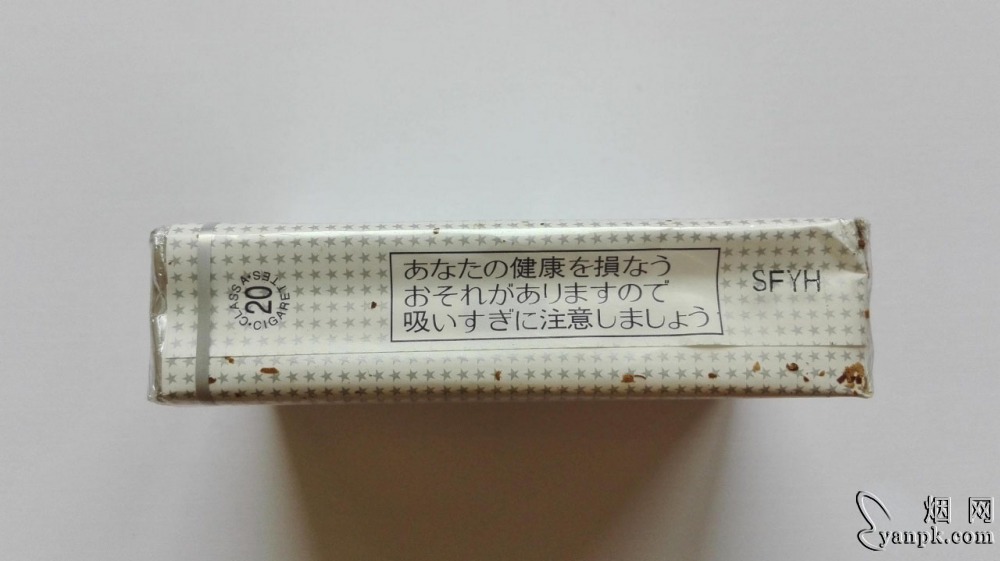 CLASS A CIGARETTES
20
あなたの健康を損なう
おそれがありますので
吸いすぎに注意しましょう
SFYH
烟网
yanpk.com